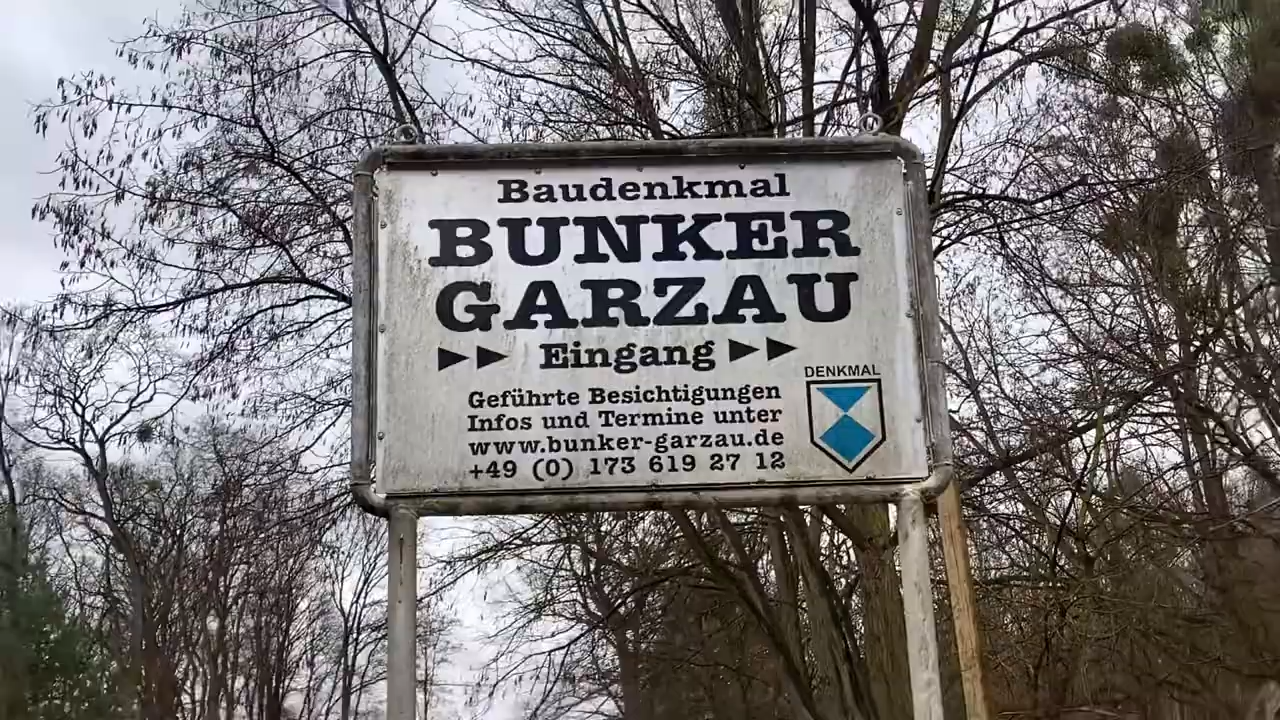 Baudenkmal
BUNKER
GARZAU
Eingang
Geführte Besichtigungen
Infos und Termine unter
www.bunker-garzau.de
+49 (0) 173 619 27 12
DENKMAL